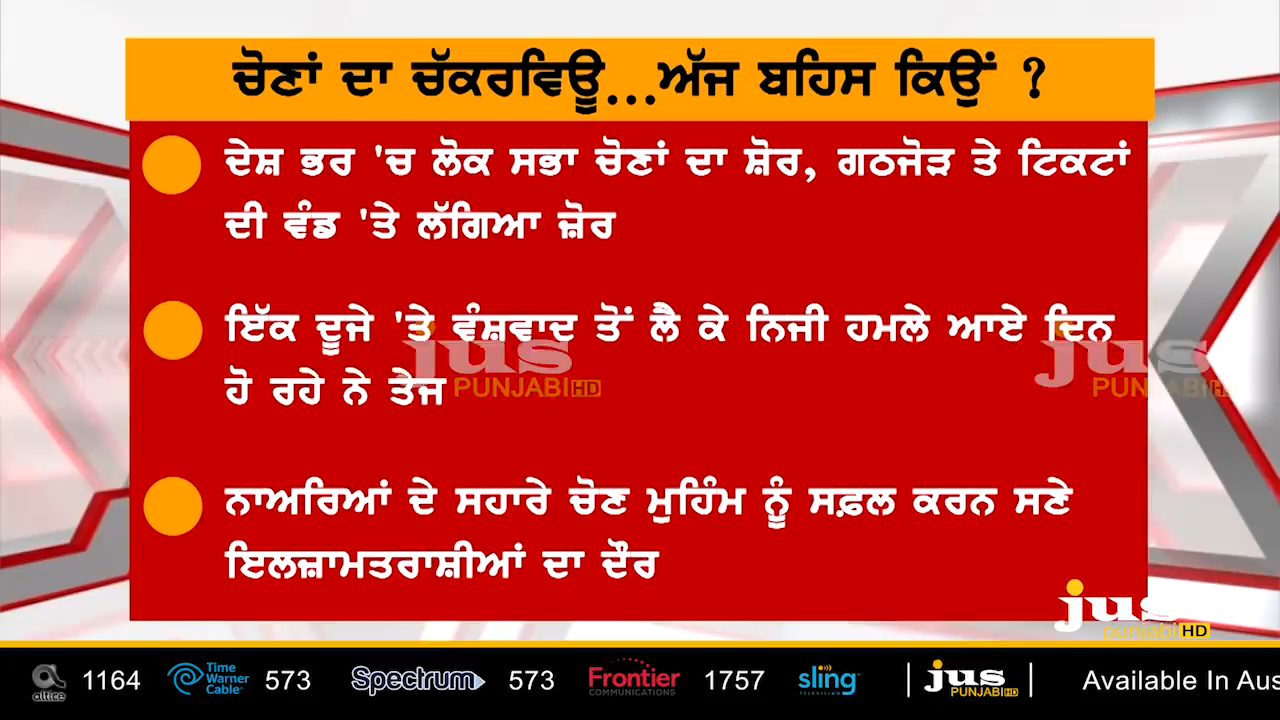 ਚੋਣਾਂ ਦਾ ਚੱਕਰਵਿਊ...ਅੱਜ ਬਹਿਸ ਕਿਉਂ ?
ਦੇਸ਼ ਭਰ 'ਚ ਲੋਕ ਸਭਾ ਚੋਣਾਂ ਦਾ ਸ਼ੋਰ, ਗਠਜੋੜ ਤੇ ਟਿਕਟਾਂ
ਦੀ ਵੰਡ 'ਤੇ ਲੱਗਿਆ ਜ਼ੋਰ
ਇੱਕ ਦੂਜੇ 'ਤੇ ਵੰਸ਼ਵਾਦ ਤੋਂ ਲੈ ਕੇ ਨਿਜੀ ਹਮਲੇ ਆਏ ਦਿਨ
ਹੋ ਰਹੇ ਨੇ ਤੇਜ
jus
PUNJABI HD
jus
PUNJABI HD
ਨਾਅਰਿਆਂ ਦੇ ਸਹਾਰੇ ਚੋਣ ਮੁਹਿੰਮ ਨੂੰ ਸਫ਼ਲ ਕਰਨ ਸਣੇ
ਇਲਜ਼ਾਮਤਰਾਸ਼ੀਆਂ ਦਾ ਦੌਰ
jus
punjabi HD
altice 1164 Time Warner Cable 573 Spectrum 573 Frontier COMMUNICATIONS 1757 sling TELEVISION | jus PUNJABI HD | Available In Aus